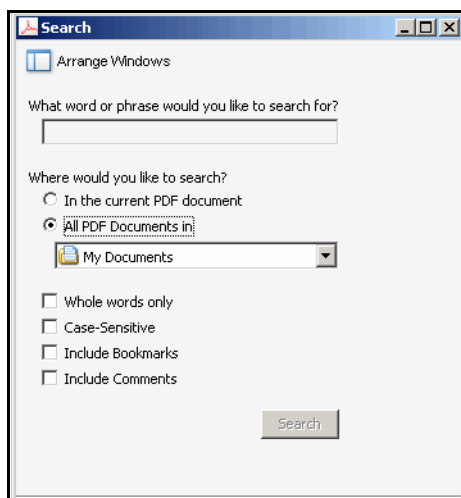 Search
Arrange Windows
What word or phrase would you like to search for?
Where would you like to search?
In the current PDF document
All PDF Documents in
My Documents
Whole words only
Case-Sensitive
Include Bookmarks
Include Comments
Search